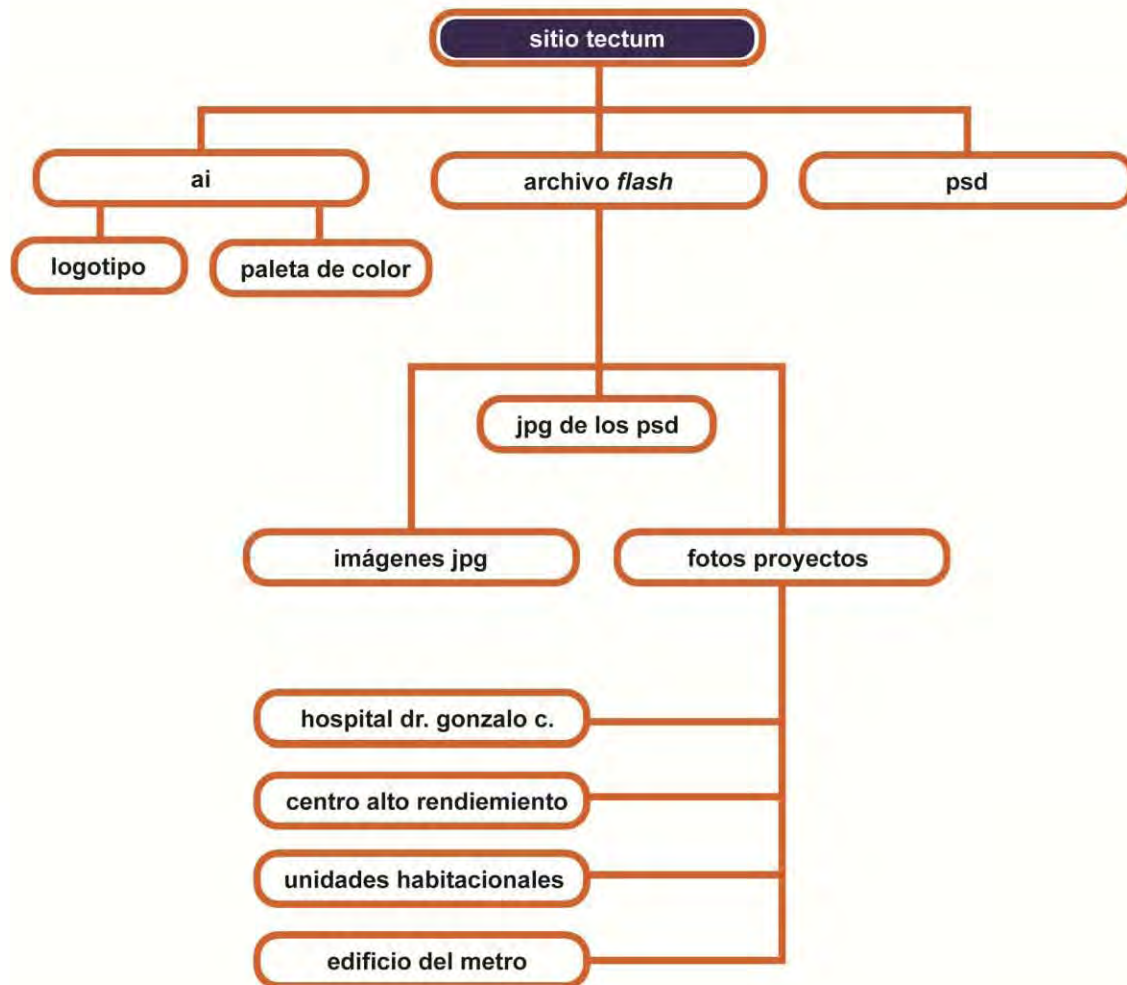 sitio tectum
ai
archivo flash
psd
logotipo
paleta de color
jpg de los psd
imágenes jpg
fotos proyectos
hospital dr. gonzalo c.
centro alto rendiemiento
unidades habitacionales
edificio del metro